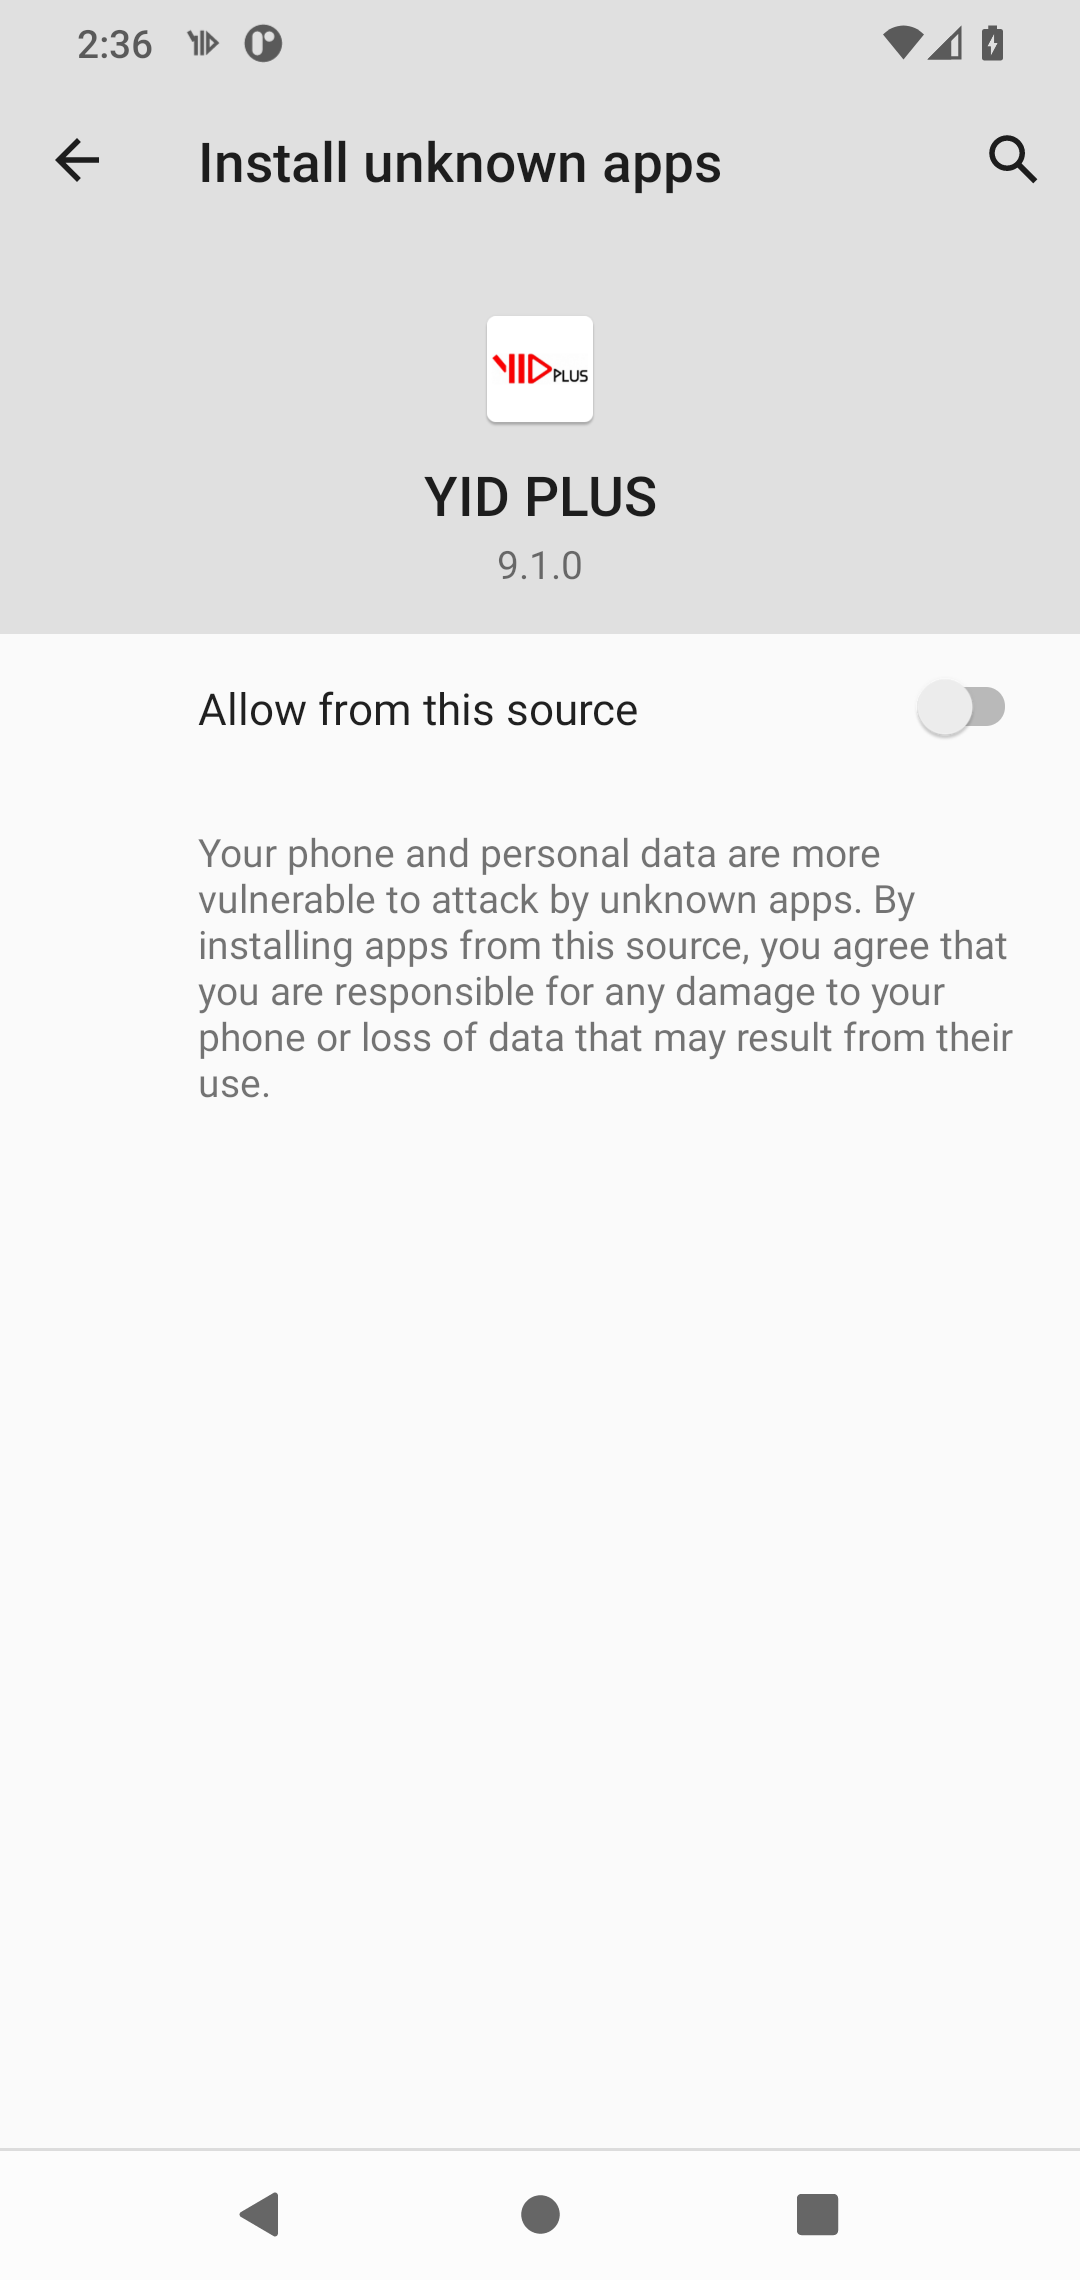 2:36
Install unknown apps
YID PLUS
YID PLUS
9.1.0
Allow from this source
Your phone and personal data are more
vulnerable to attack by unknown apps. By
installing apps from this source, you agree that
you are responsible for any damage to your
phone or loss of data that may result from their
use.